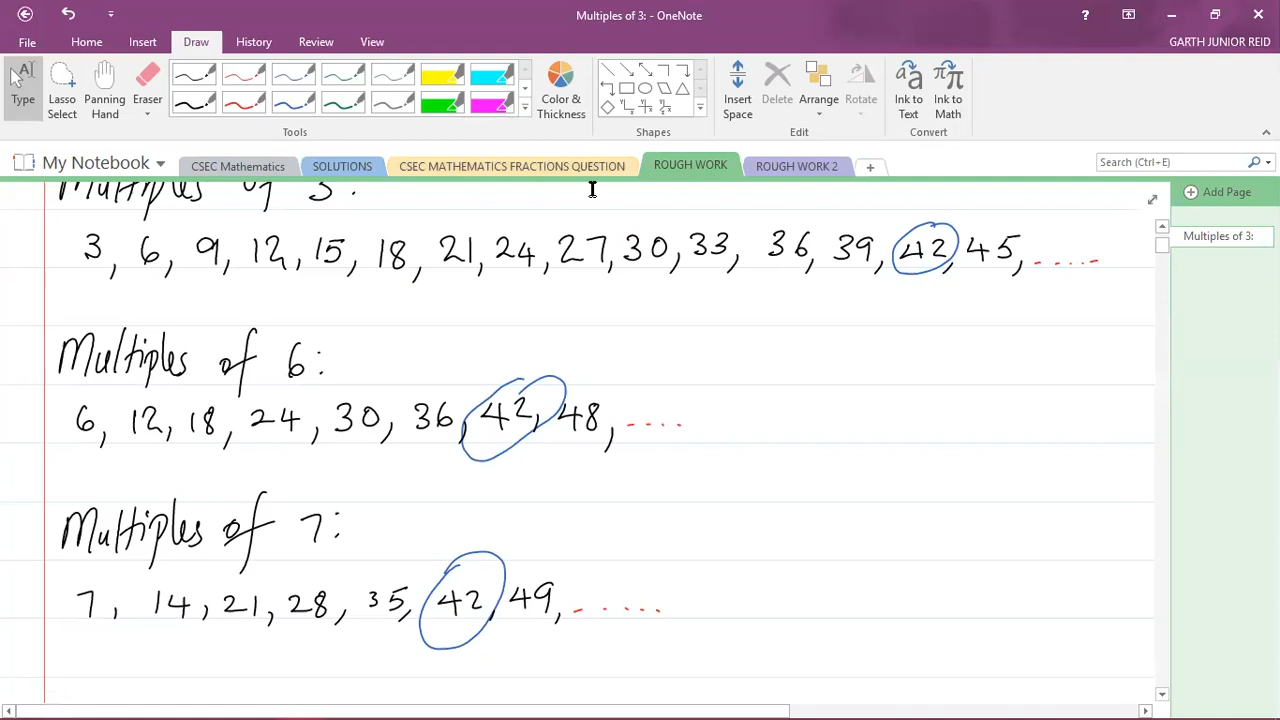 Multiples of 3: - OneNote
File Home Insert Draw History Review View GARTH JUNIOR REID
Type Lasso Select Panning Hand Eraser Color & Thickness Insert Space Delete Arrange Rotate Ink to Text Ink to Math
Tools Shapes Edit Convert
My Notebook CSEC Mathematics SOLUTIONS CSEC MATHEMATICS FRACTIONS QUESTION ROUGH WORK ROUGH WORK 2 Search (Ctrl+E)
Add Page
Multiples of 3:
Multiples of 3:
3, 6, 9, 12, 15, 18, 21, 24, 27, 30, 33, 36, 39, 42, 45, .....
Multiples of 6:
6, 12, 18, 24, 30, 36, 42, 48, ....
Multiples of 7:
7, 14, 21, 28, 35, 42, 49, .....